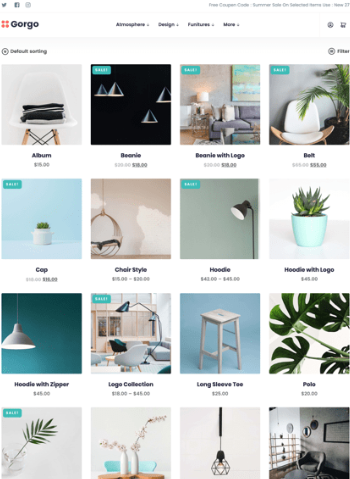 Free Coupon Code : Summer Sale On Selected Items Use : New 27
Gorgo
Atmosphere
Design
Funitures
More
Default sorting
Filter
SALE!
SALE!
SALE!
Album
Beanie
Beanie with Logo
Belt
$15.00
$20.00 $18.00
$20.00 $18.00
$55.00
SALE!
SALE!
Cap
Chair Style
Hoodie
Hoodie with Logo
$18.00 $16.00
$15.00 – $20.00
$42.00 – $45.00
$45.00
SALE!
Hoodie with Zipper
Logo Collection
Long Sleeve Tee
Polo
$45.00
$18.00 – $45.00
$25.00
$20.00
SALE!